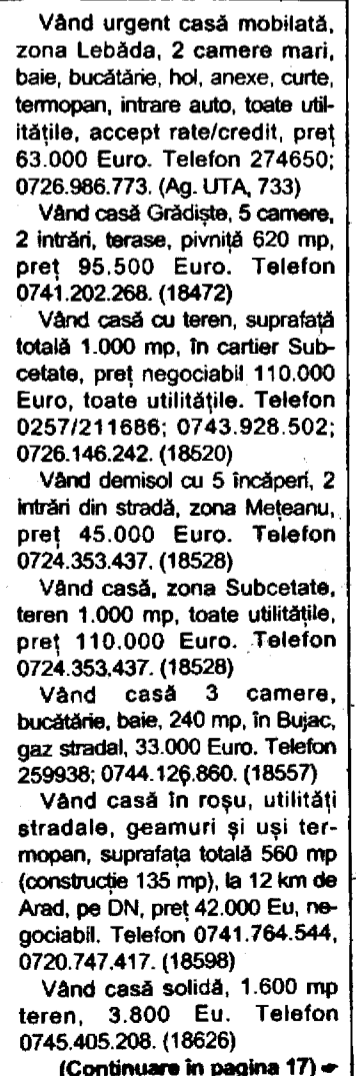 Vând urgent casă mobilată,
zona Lebăda, 2 camere mari,
baie, bucătărie, hol, anexe, curte,
termopan, intrare auto, toate util-
itățile, accept rate/credit, preț
63.000 Euro. Telefon 274650;
0726.986.773. (Ag. UTA, 733)
Vând casă Grădiște, 5 camere,
2 intrări, terase, pivniță 620 mp,
preț 95.500 Euro. Telefon
0741.202.268. (18472)
Vând casă cu teren, suprafață
totală 1.000 mp, în cartier Sub-
cetate, preț negociabil 110.000
Euro, toate utilitățile. Telefon
0257/211686; 0743.928.502;
0726.146.242. (18520)
Vând demisol cu 5 încăperi, 2
intrări din stradă, zona Mețeanu,
preț 45.000 Euro. Telefon
0724.353.437. (18528)
Vând casă, zona Subcetate,
teren 1.000 mp, toate utilitățile,
preț 110.000 Euro. Telefon
0724.353.437. (18528)
Vând casă 3 camere,
bucătărie, baie, 240 mp, în Bujac,
gaz stradal, 33.000 Euro. Telefon
259938; 0744.126.860. (18557)
Vând casă în roșu, utilități
stradale, geamuri și uși ter-
mopan, suprafața totală 560 mp
(construcție 135 mp), la 12 km de
Arad, pe DN, preț 42.000 Eu, ne-
gociabil. Telefon 0741.764.544,
0720.747.417. (18598)
Vând casă solidă, 1.600 mp
teren, 3.800 Eu. Telefon
0745.405.208. (18626)
(Continuare în pagina 17)